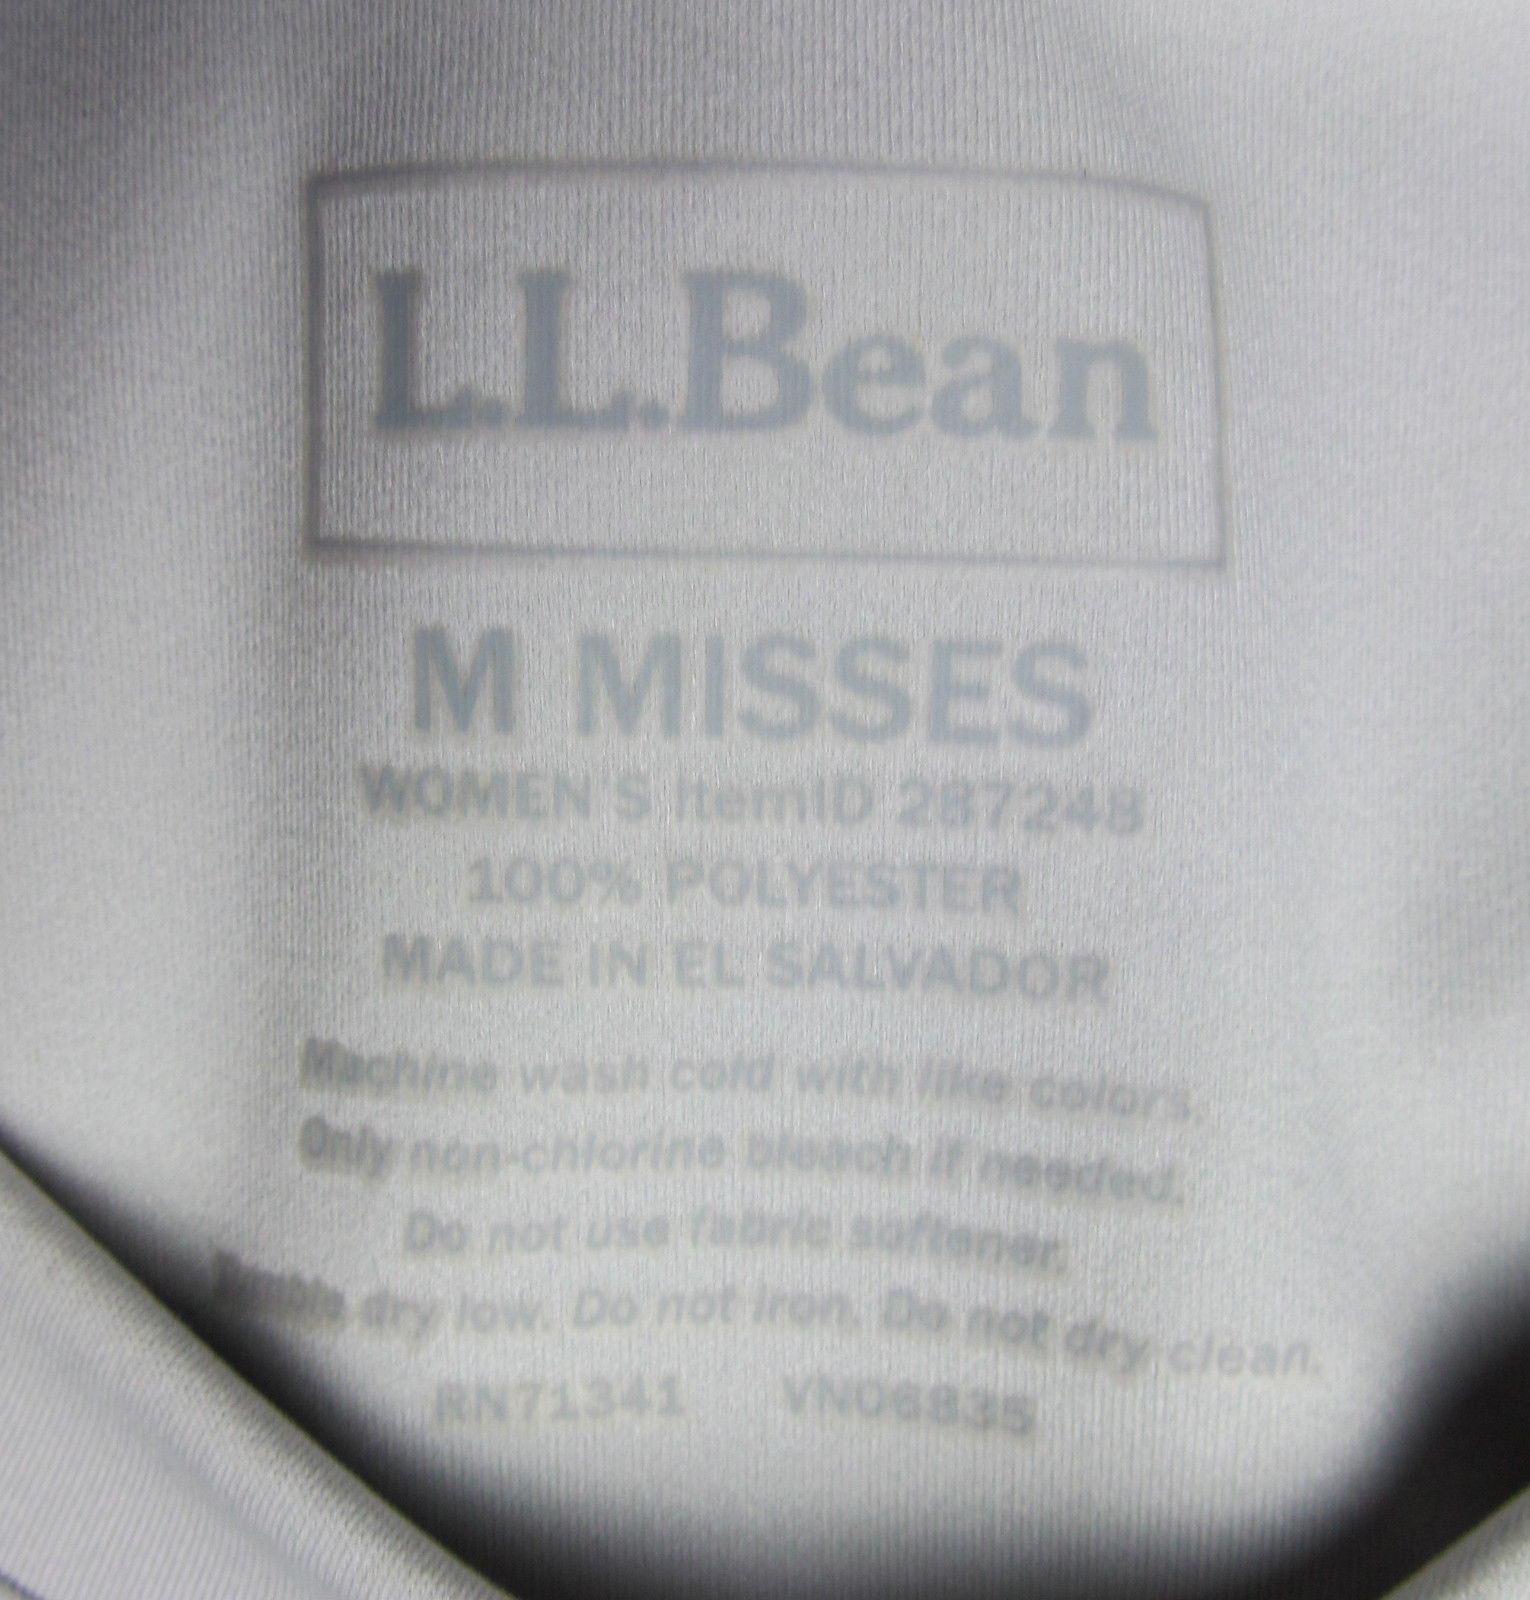 L.L.Bean
M MISSES
WOMEN'S ItemID 287248
100% POLYESTER
MADE IN EL SALVADOR
Machine wash cold with like colors.
Only non-chlorine bleach if needed.
Do not use fabric softener.
Tumble dry low. Do not iron. Do not dry clean.
RN71341 VN06835